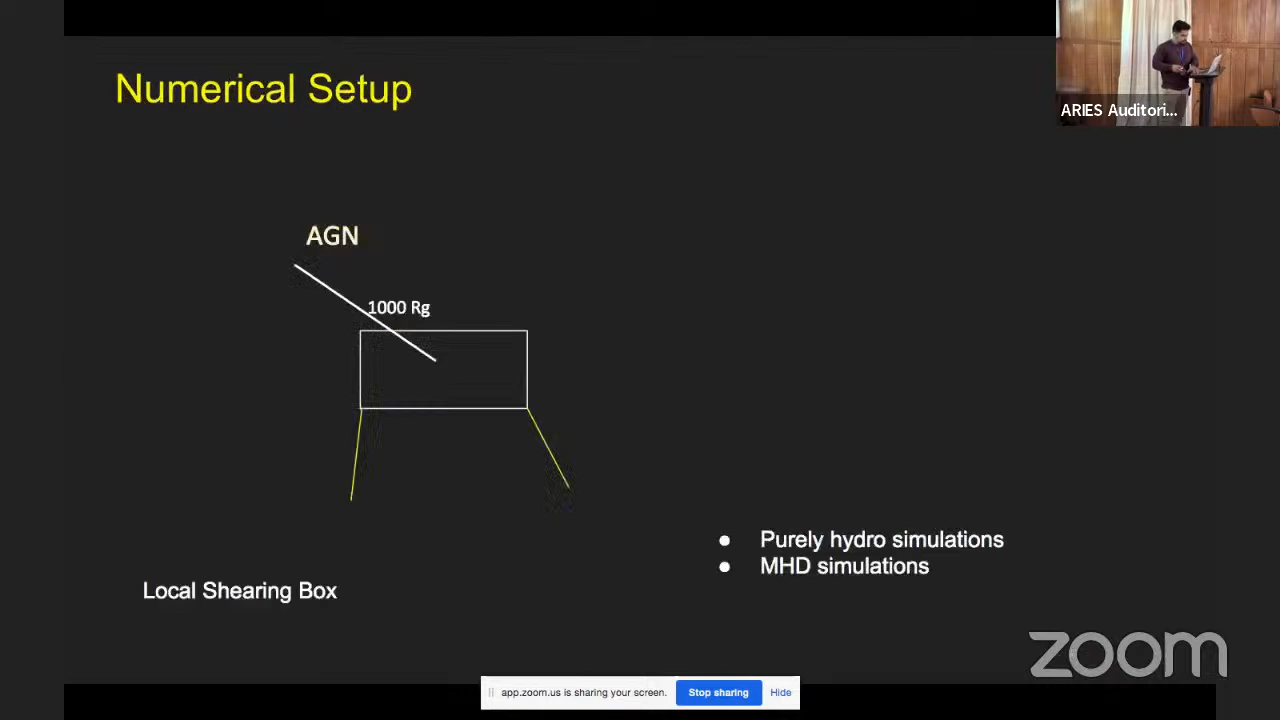 Numerical Setup
ARIES Auditori...
AGN
1000 Rg
Purely hydro simulations
MHD simulations
Local Shearing Box
zoom
app.zoom.us is sharing your screen.
Stop sharing
Hide